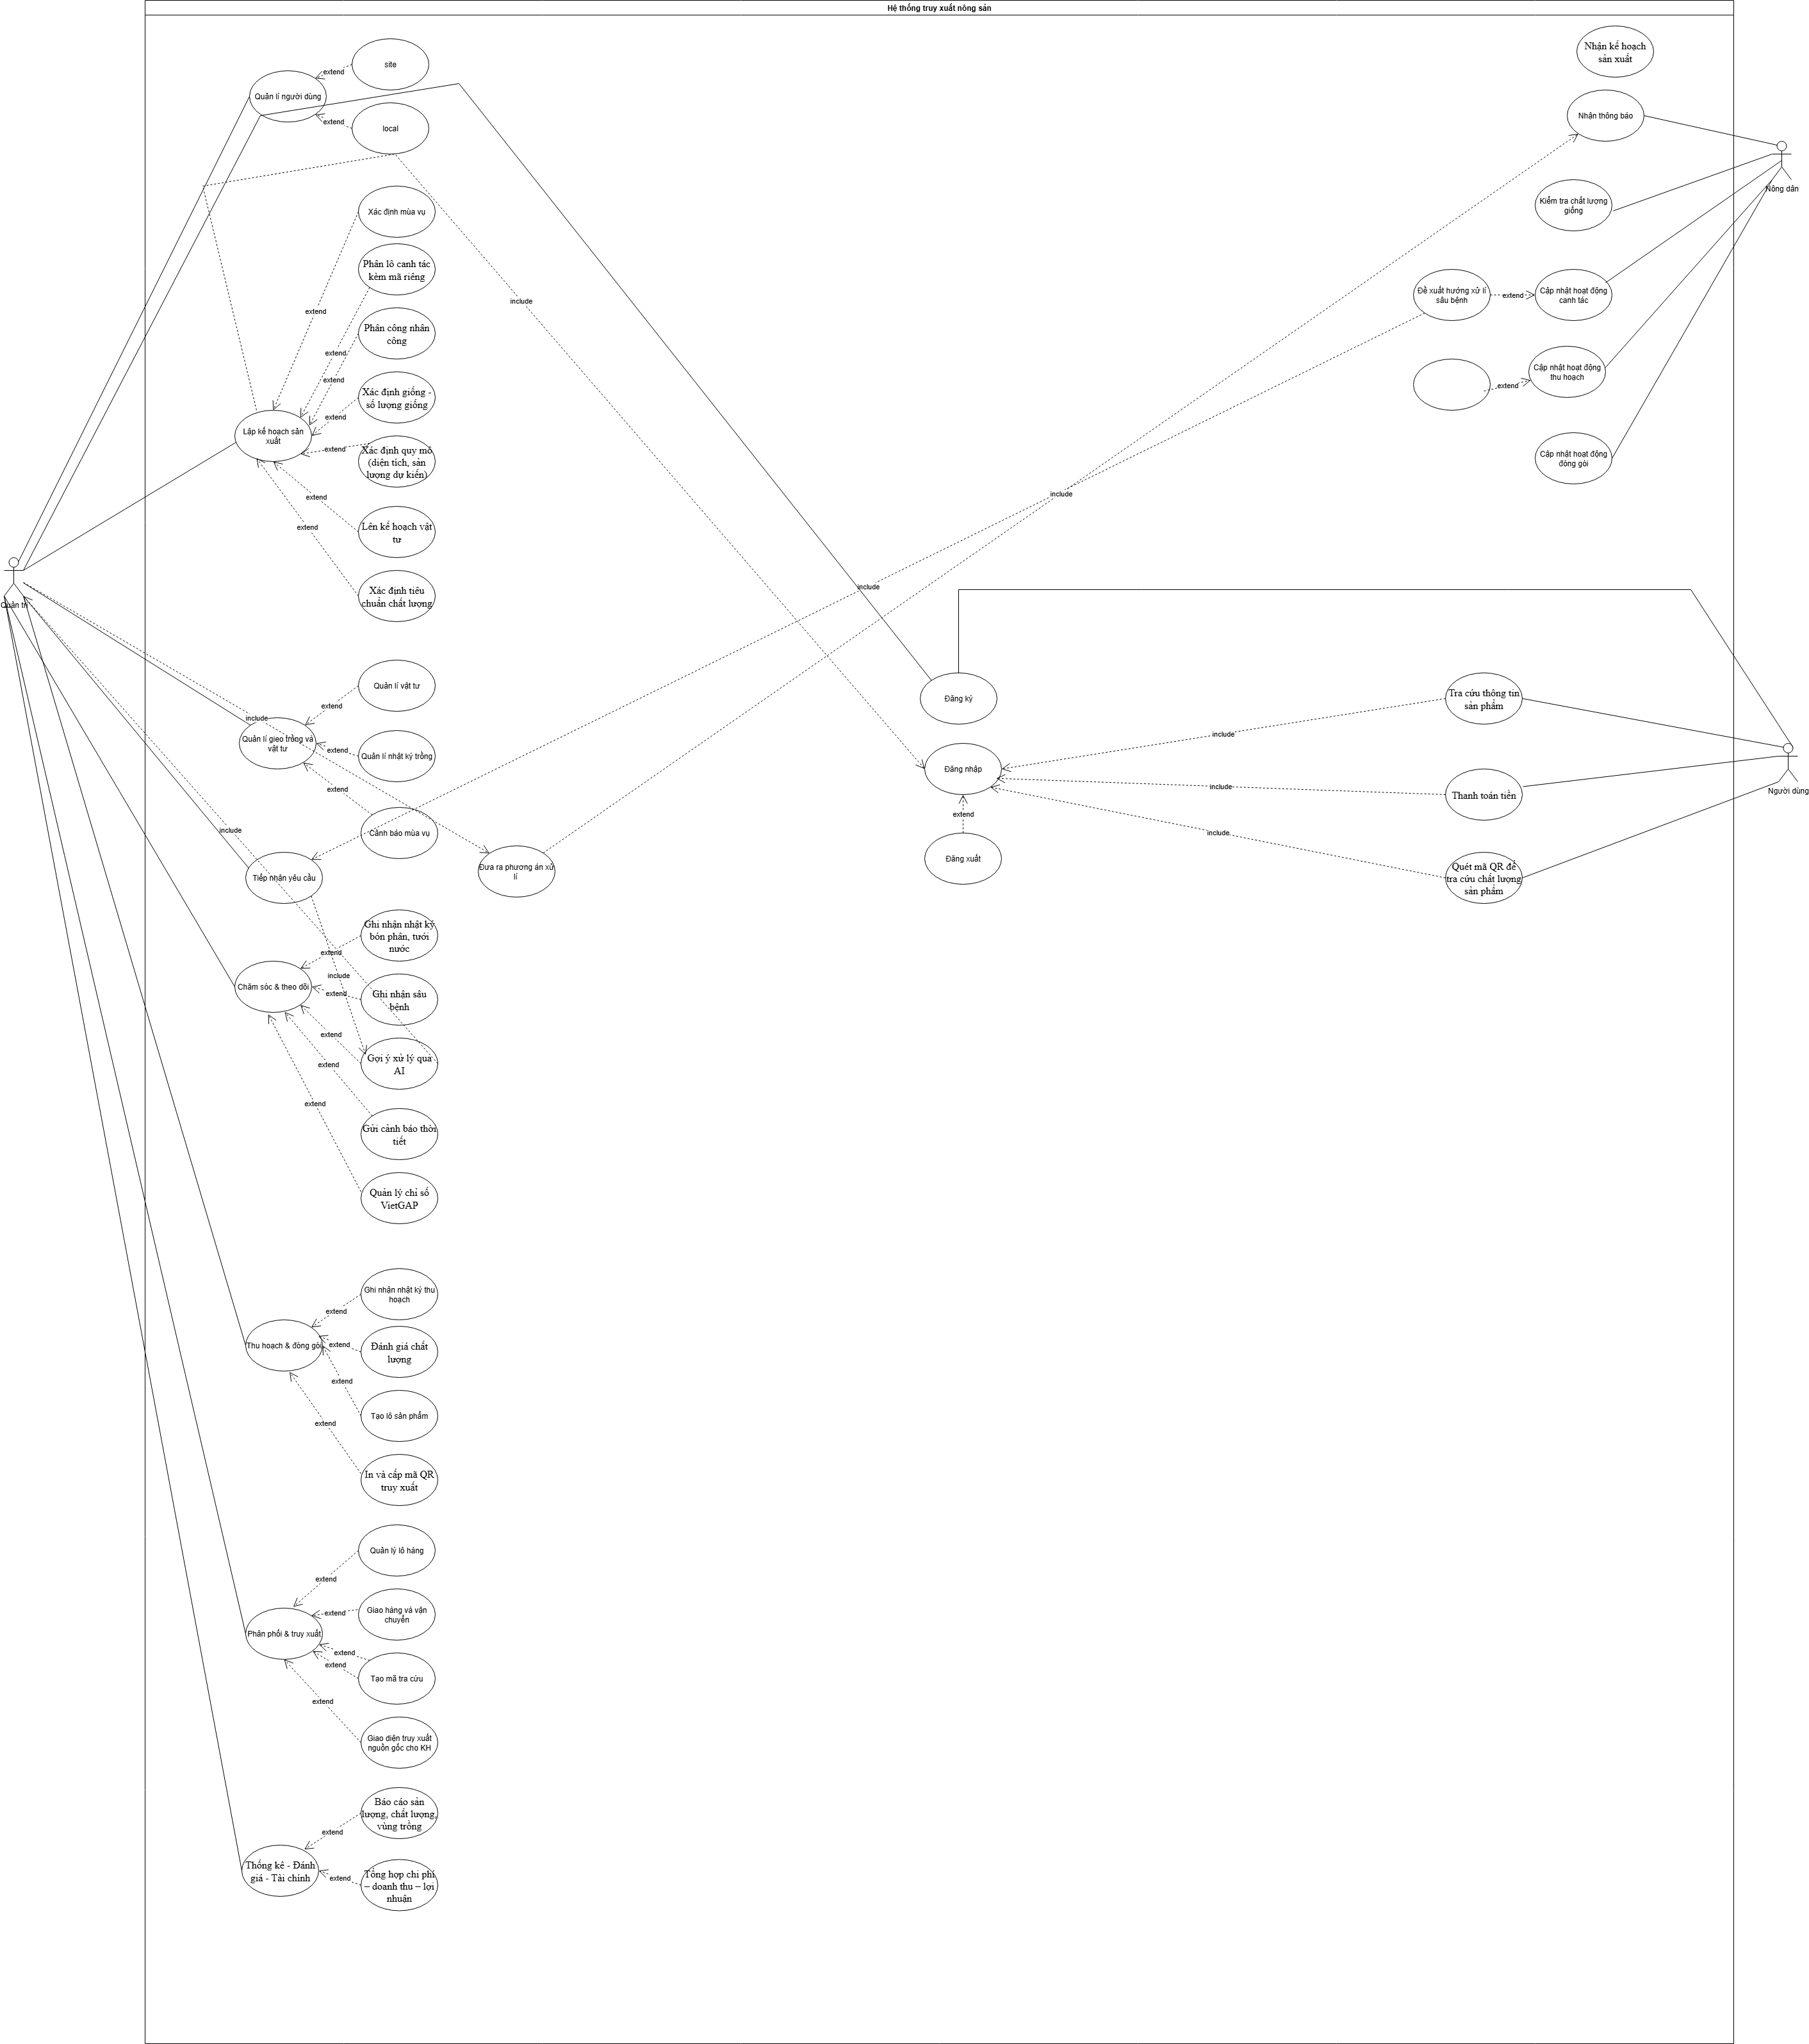 Hệ thống truy xuất nông sản
site
extend
Quản lí người dùng
extend
local
Xác định mùa vụ
Phân lô canh tác
kèm mã riêng
extend
Phân công nhân
công
extend
extend
Xác định giống -
số lượng giống
extend
Lập kế hoạch sản
xuất
extend
Xác định quy mô
(diện tích, sản
lượng dự kiến)
extend
Lên kế hoạch vật
tư
extend
Xác định tiêu
chuẩn chất lượng
Quản trị
Quản lí vật tư
extend
include
Quản lí gieo trồng và
vật tư
extend
Quản lí nhật ký trồng
extend
Cảnh báo mùa vụ
include
Tiếp nhận yêu cầu
Đưa ra phương án xử
lí
Ghi nhận nhật ký
bón phân, tưới
nước
extend
include
Chăm sóc & theo dõi
extend
Ghi nhận sâu
bệnh
extend
Gợi ý xử lý qua
AI
extend
extend
Gửi cảnh báo thời
tiết
Quản lý chỉ số
VietGAP
Ghi nhận nhật ký thu
hoạch
extend
Thu hoạch & đóng gói
extend
Đánh giá chất
lượng
extend
Tạo lô sản phẩm
extend
In và cấp mã QR
truy xuất
Quản lý lô hàng
extend
Giao hàng và vận
chuyển
extend
Phân phối & truy xuất
extend
extend
Tạo mã tra cứu
extend
Giao diện truy xuất
nguồn gốc cho KH
Báo cáo sản
lượng, chất lượng,
vùng trồng
extend
Thống kê - Đánh
giá - Tài chính
extend
Tổng hợp chi phí
– doanh thu – lợi
nhuận
include
include
include
Đăng ký
Đăng nhập
extend
Đăng xuất
include
include
include
Nhận kế hoạch
sản xuất
Nhận thông báo
Nông dân
Kiểm tra chất lượng
giống
Đề xuất hướng xử lí
sâu bệnh
extend
Cập nhật hoạt động
canh tác
extend
Cập nhật hoạt động
thu hoạch
Cập nhật hoạt động
đóng gói
Tra cứu thông tin
sản phẩm
Thanh toán tiền
Người dùng
Quét mã QR để
tra cứu chất lượng
sản phẩm